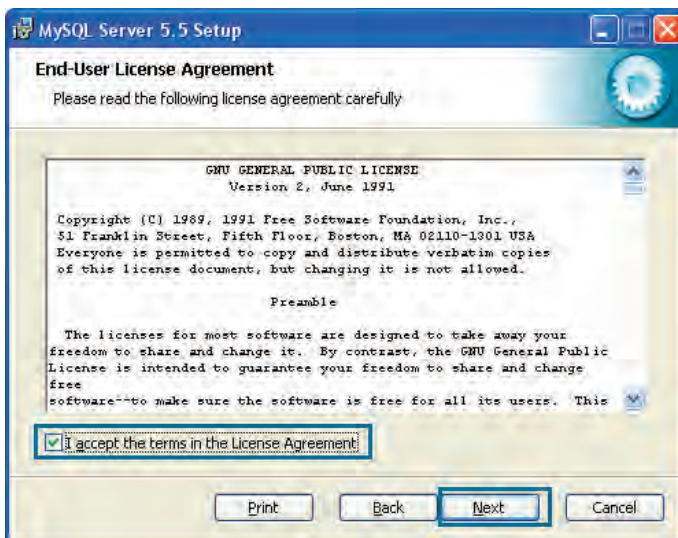 MySQL Server 5.5 Setup
End-User License Agreement
Please read the following license agreement carefully
GNU GENERAL PUBLIC LICENSE
Version 2, June 1991
Copyright (C) 1989, 1991 Free Software Foundation, Inc.,
51 Franklin Street, Fifth Floor, Boston, MA 02110-1301 USA
Everyone is permitted to copy and distribute verbatim copies
of this license document, but changing it is not allowed.
Preamble
The licenses for most software are designed to take away your
freedom to share and change it. By contrast, the GNU General Public
License is intended to guarantee your freedom to share and change
free
software--to make sure the software is free for all its users. This
I accept the terms in the License Agreement
Print Back Next Cancel